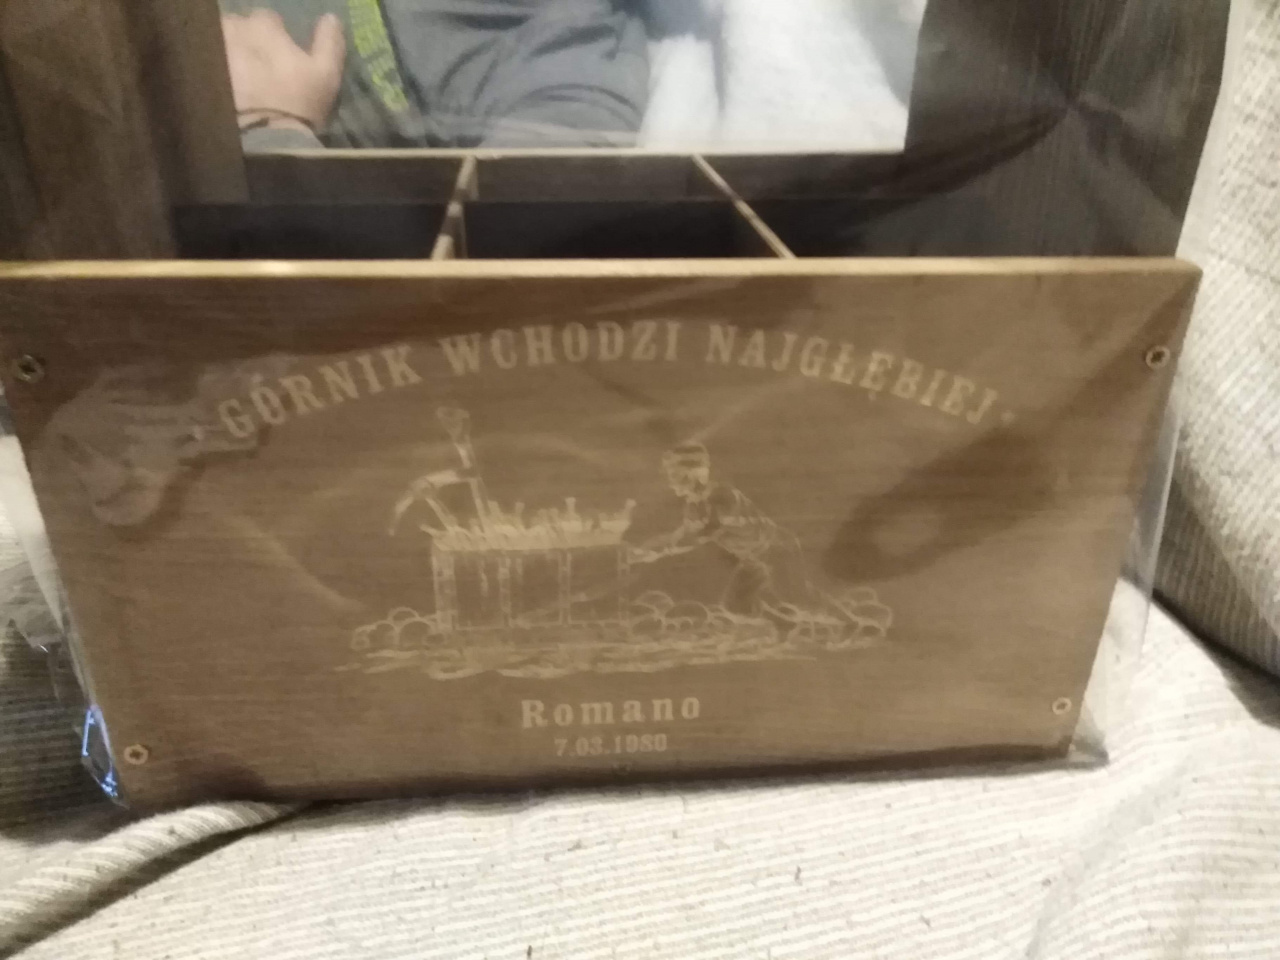 · GÓRNIK WCHODZI NAJGŁĘBIEJ ·
Romano
7.03.1980